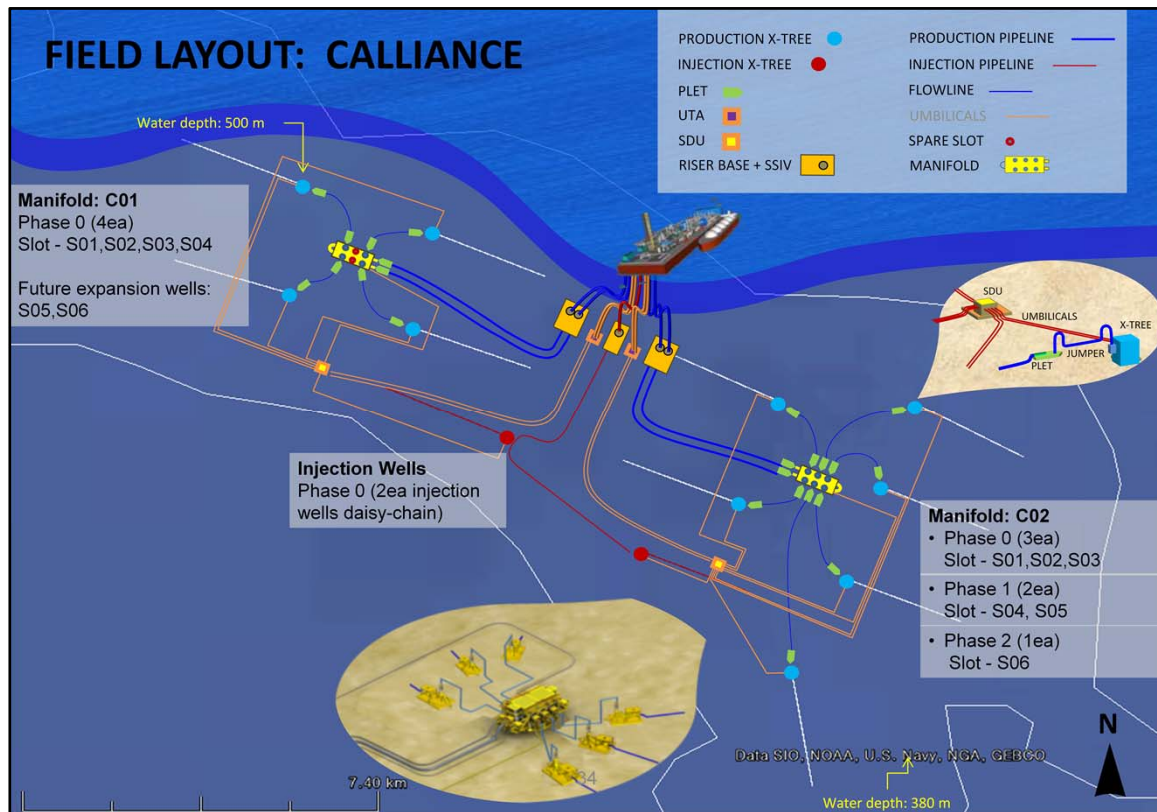 FIELD LAYOUT: CALLIANCE
PRODUCTION X-TREE
INJECTION X-TREE
PLET
UTA
SDU
RISER BASE + SSIV
PRODUCTION PIPELINE
INJECTION PIPELINE
FLOWLINE
UMBILICALS
SPARE SLOT
MANIFOLD
Water depth: 500 m
Manifold: C01
Phase 0 (4ea)
Slot - S01,S02,S03,S04
Future expansion wells:
S05,S06
SDU
UMBILICALS
X-TREE
JUMPER
PLET
Injection Wells
Phase 0 (2ea injection
wells daisy-chain)
Manifold: C02
• Phase 0 (3ea)
Slot - S01,S02,S03
• Phase 1 (2ea)
Slot - S04, S05
• Phase 2 (1ea)
Slot - S06
34
7.40 km
Data SIO, NOAA, U.S. Navy, NGA, GEBCO
Water depth: 380 m
N